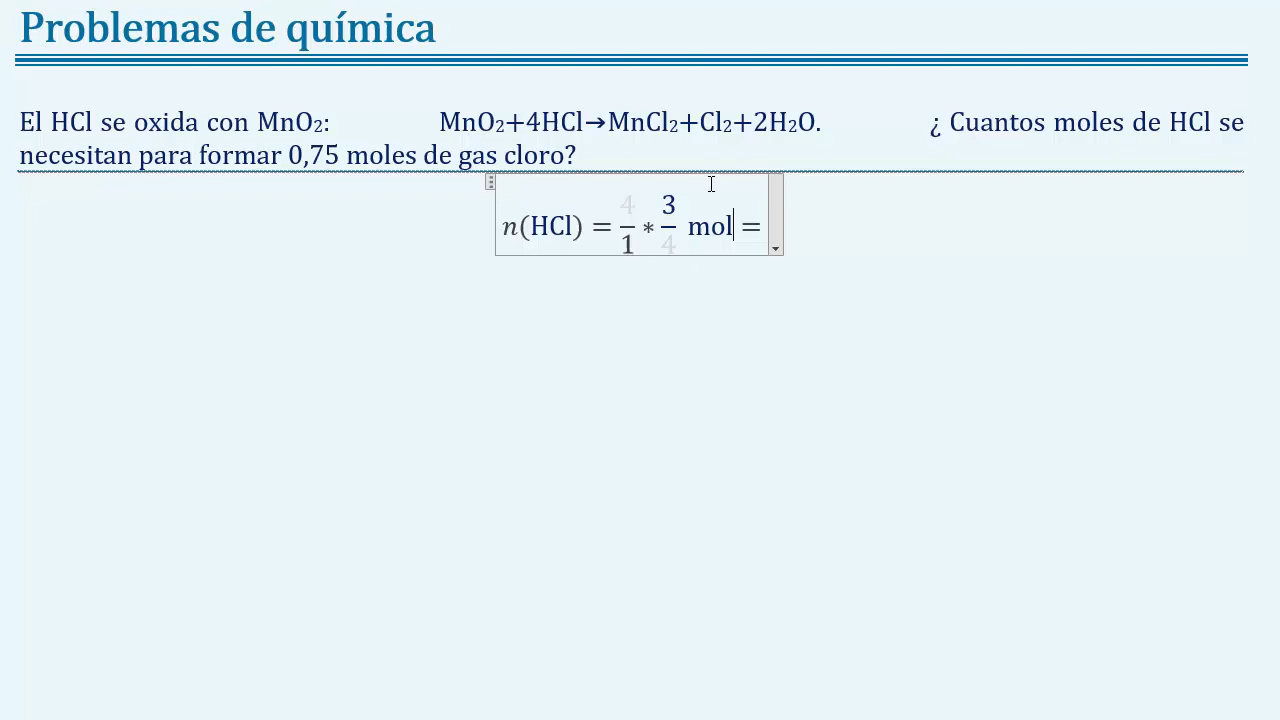 Problemas de química
El HCl se oxida con MnO₂: MnO₂+4HCl→MnCl₂+Cl₂+2H₂O. ¿ Cuantos moles de HCl se
necesitan para formar 0,75 moles de gas cloro?
n(HCl) = 4/1 * 3/4 mol =